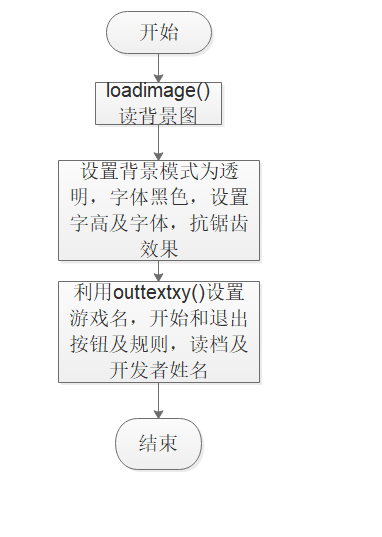 开始
loadimage()
读背景图
设置背景模式为透
明，字体黑色，设置
字高及字体，抗锯齿
效果
利用outtextxy()设置
游戏名，开始和退出
按钮及规则，读档及
开发者姓名
结束